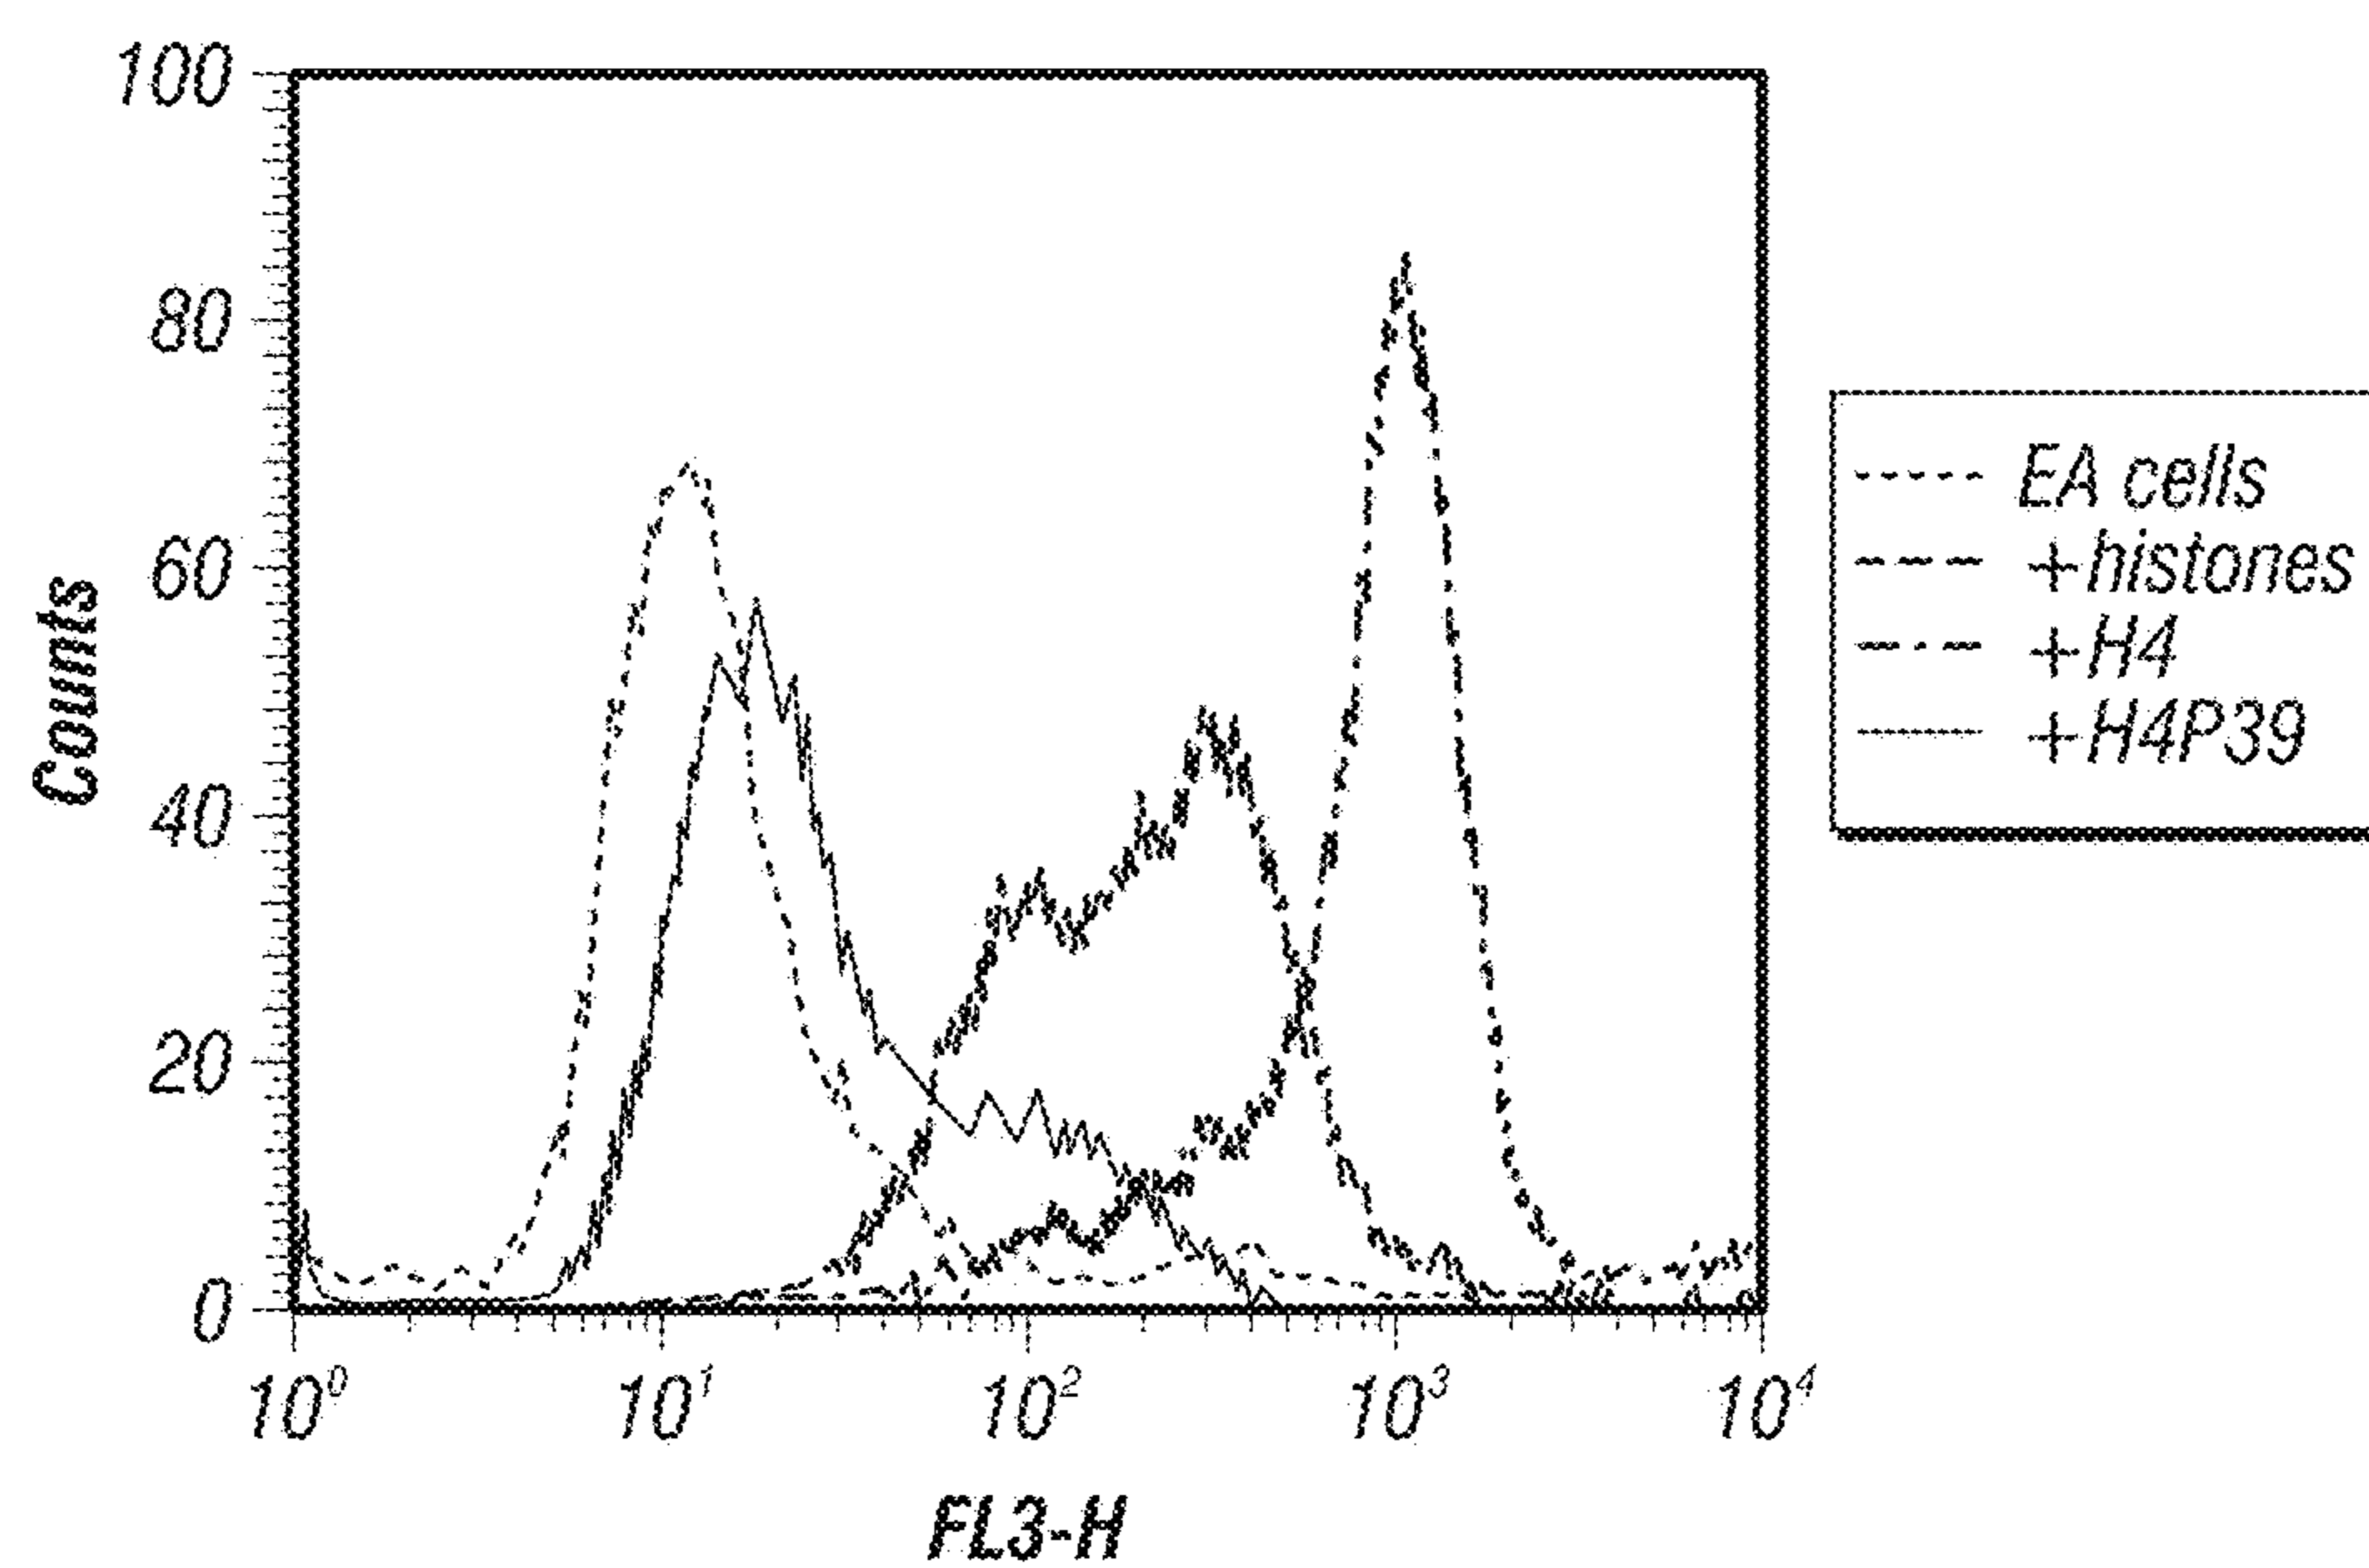 100
80
60
40
20
0
Counts
10⁰ 10¹ 10² 10³ 10⁴
FL3-H
EA cells
+histones
+H4
+H4P39